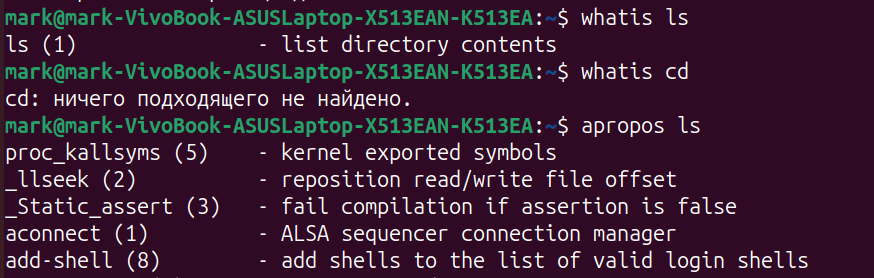 mark@mark-VivoBook-ASUSLaptop-X513EAN-K513EA:~$ whatis ls
ls (1)               - list directory contents
mark@mark-VivoBook-ASUSLaptop-X513EAN-K513EA:~$ whatis cd
cd: ничего подходящего не найдено.
mark@mark-VivoBook-ASUSLaptop-X513EAN-K513EA:~$ apropos ls
proc_kallsyms (5)    - kernel exported symbols
_llseek (2)          - reposition read/write file offset
_Static_assert (3)   - fail compilation if assertion is false
aconnect (1)         - ALSA sequencer connection manager
add-shell (8)        - add shells to the list of valid login shells